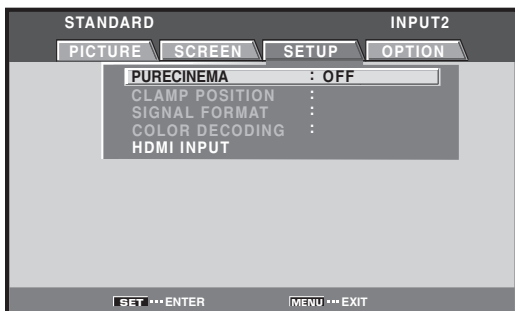 STANDARD INPUT2
PICTURE SCREEN SETUP OPTION
PURECINEMA : OFF
CLAMP POSITION :
SIGNAL FORMAT :
COLOR DECODING :
HDMI INPUT
SET ··· ENTER MENU ··· EXIT